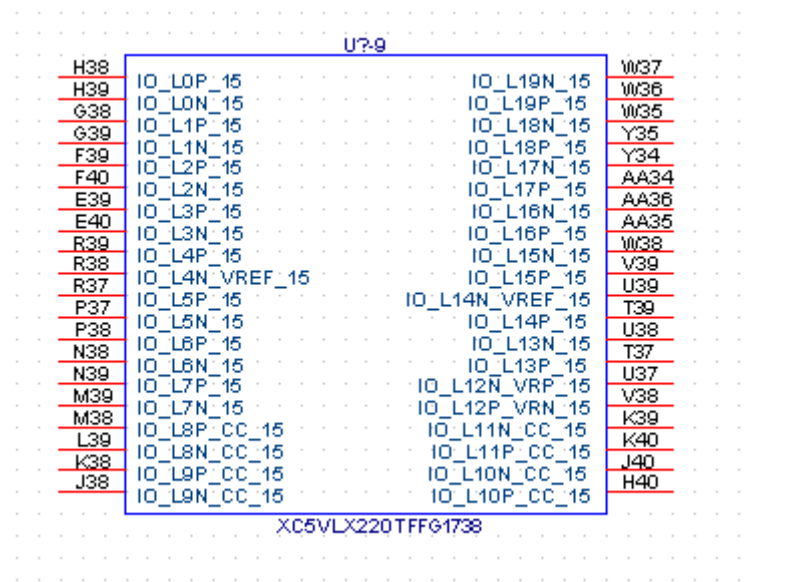 U?-9
H38 IO_L0P_15 IO_L19N_15 W37
H39 IO_L0N_15 IO_L19P_15 W36
G38 IO_L1P_15 IO_L18N_15 W35
G39 IO_L1N_15 IO_L18P_15 Y35
F39 IO_L2P_15 IO_L17N_15 Y34
F40 IO_L2N_15 IO_L17P_15 AA34
E39 IO_L3P_15 IO_L16N_15 AA36
E40 IO_L3N_15 IO_L16P_15 AA35
R39 IO_L4P_15 IO_L15N_15 W38
R38 IO_L4N_VREF_15 IO_L15P_15 V39
R37 IO_L5P_15 IO_L14N_VREF_15 U39
P37 IO_L5N_15 IO_L14P_15 T39
P38 IO_L6P_15 IO_L13N_15 U38
N38 IO_L6N_15 IO_L13P_15 T37
N39 IO_L7P_15 IO_L12N_VRP_15 U37
M39 IO_L7N_15 IO_L12P_VRN_15 V38
M38 IO_L8P_CC_15 IO_L11N_CC_15 K39
L39 IO_L8N_CC_15 IO_L11P_CC_15 K40
K38 IO_L9P_CC_15 IO_L10N_CC_15 J40
J38 IO_L9N_CC_15 IO_L10P_CC_15 H40
XC5VLX220TFFG1738